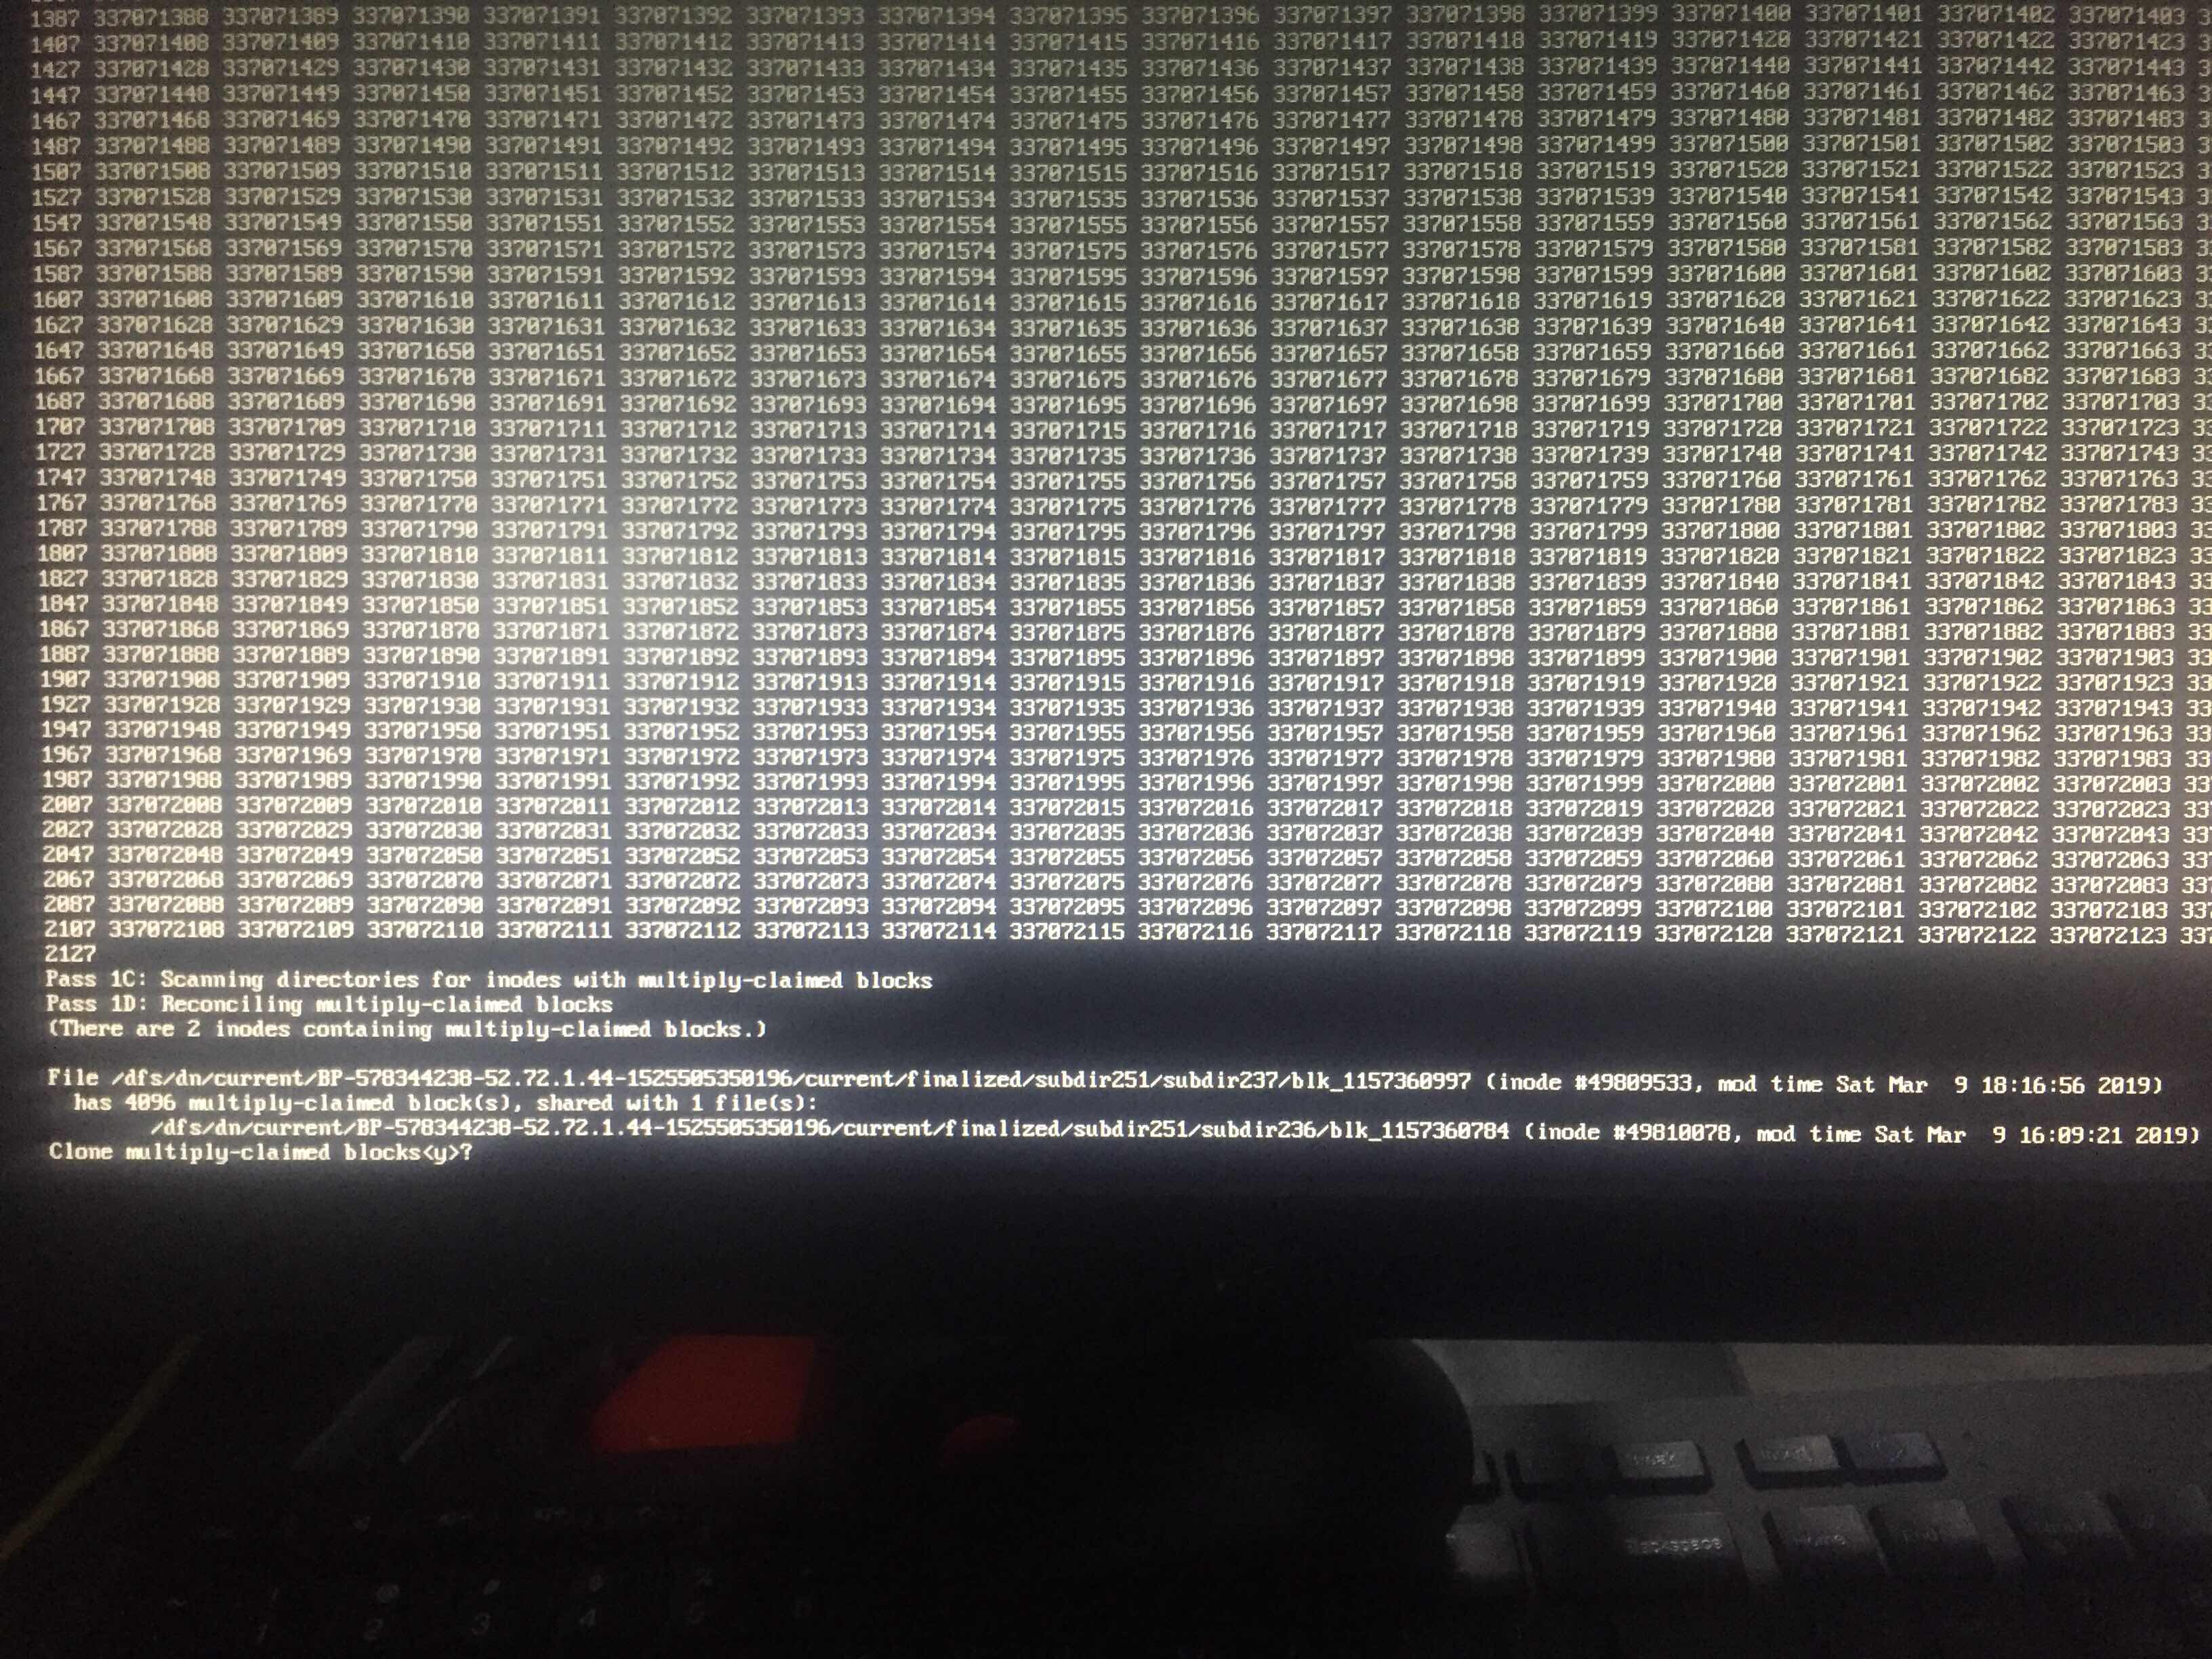 1387 337071388 337071389 337071390 337071391 337071392 337071393 337071394 337071395 337071396 337071397 337071398 337071399 337071400 337071401 337071402 337071403 3
1407 337071408 337071409 337071410 337071411 337071412 337071413 337071414 337071415 337071416 337071417 337071418 337071419 337071420 337071421 337071422 337071423 3
1427 337071428 337071429 337071430 337071431 337071432 337071433 337071434 337071435 337071436 337071437 337071438 337071439 337071440 337071441 337071442 337071443 3
1447 337071448 337071449 337071450 337071451 337071452 337071453 337071454 337071455 337071456 337071457 337071458 337071459 337071460 337071461 337071462 337071463 3
1467 337071468 337071469 337071470 337071471 337071472 337071473 337071474 337071475 337071476 337071477 337071478 337071479 337071480 337071481 337071482 337071483 3
1487 337071488 337071489 337071490 337071491 337071492 337071493 337071494 337071495 337071496 337071497 337071498 337071499 337071500 337071501 337071502 337071503 3
1507 337071508 337071509 337071510 337071511 337071512 337071513 337071514 337071515 337071516 337071517 337071518 337071519 337071520 337071521 337071522 337071523 3
1527 337071528 337071529 337071530 337071531 337071532 337071533 337071534 337071535 337071536 337071537 337071538 337071539 337071540 337071541 337071542 337071543 3
1547 337071548 337071549 337071550 337071551 337071552 337071553 337071554 337071555 337071556 337071557 337071558 337071559 337071560 337071561 337071562 337071563 3
1567 337071568 337071569 337071570 337071571 337071572 337071573 337071574 337071575 337071576 337071577 337071578 337071579 337071580 337071581 337071582 337071583 3
1587 337071588 337071589 337071590 337071591 337071592 337071593 337071594 337071595 337071596 337071597 337071598 337071599 337071600 337071601 337071602 337071603 3
1607 337071608 337071609 337071610 337071611 337071612 337071613 337071614 337071615 337071616 337071617 337071618 337071619 337071620 337071621 337071622 337071623 3
1627 337071628 337071629 337071630 337071631 337071632 337071633 337071634 337071635 337071636 337071637 337071638 337071639 337071640 337071641 337071642 337071643 3
1647 337071648 337071649 337071650 337071651 337071652 337071653 337071654 337071655 337071656 337071657 337071658 337071659 337071660 337071661 337071662 337071663 3
1667 337071668 337071669 337071670 337071671 337071672 337071673 337071674 337071675 337071676 337071677 337071678 337071679 337071680 337071681 337071682 337071683 3
1687 337071688 337071689 337071690 337071691 337071692 337071693 337071694 337071695 337071696 337071697 337071698 337071699 337071700 337071701 337071702 337071703 3
1707 337071708 337071709 337071710 337071711 337071712 337071713 337071714 337071715 337071716 337071717 337071718 337071719 337071720 337071721 337071722 337071723 33
1727 337071728 337071729 337071730 337071731 337071732 337071733 337071734 337071735 337071736 337071737 337071738 337071739 337071740 337071741 337071742 337071743 33
1747 337071748 337071749 337071750 337071751 337071752 337071753 337071754 337071755 337071756 337071757 337071758 337071759 337071760 337071761 337071762 337071763 33
1767 337071768 337071769 337071770 337071771 337071772 337071773 337071774 337071775 337071776 337071777 337071778 337071779 337071780 337071781 337071782 337071783 33
1787 337071788 337071789 337071790 337071791 337071792 337071793 337071794 337071795 337071796 337071797 337071798 337071799 337071800 337071801 337071802 337071803 33
1807 337071808 337071809 337071810 337071811 337071812 337071813 337071814 337071815 337071816 337071817 337071818 337071819 337071820 337071821 337071822 337071823 33
1827 337071828 337071829 337071830 337071831 337071832 337071833 337071834 337071835 337071836 337071837 337071838 337071839 337071840 337071841 337071842 337071843 33
1847 337071848 337071849 337071850 337071851 337071852 337071853 337071854 337071855 337071856 337071857 337071858 337071859 337071860 337071861 337071862 337071863 33
1867 337071868 337071869 337071870 337071871 337071872 337071873 337071874 337071875 337071876 337071877 337071878 337071879 337071880 337071881 337071882 337071883 33
1887 337071888 337071889 337071890 337071891 337071892 337071893 337071894 337071895 337071896 337071897 337071898 337071899 337071900 337071901 337071902 337071903 33
1907 337071908 337071909 337071910 337071911 337071912 337071913 337071914 337071915 337071916 337071917 337071918 337071919 337071920 337071921 337071922 337071923 33
1927 337071928 337071929 337071930 337071931 337071932 337071933 337071934 337071935 337071936 337071937 337071938 337071939 337071940 337071941 337071942 337071943 33
1947 337071948 337071949 337071950 337071951 337071952 337071953 337071954 337071955 337071956 337071957 337071958 337071959 337071960 337071961 337071962 337071963 33
1967 337071968 337071969 337071970 337071971 337071972 337071973 337071974 337071975 337071976 337071977 337071978 337071979 337071980 337071981 337071982 337071983 33
1987 337071988 337071989 337071990 337071991 337071992 337071993 337071994 337071995 337071996 337071997 337071998 337071999 337072000 337072001 337072002 337072003 33
2007 337072008 337072009 337072010 337072011 337072012 337072013 337072014 337072015 337072016 337072017 337072018 337072019 337072020 337072021 337072022 337072023 33
2027 337072028 337072029 337072030 337072031 337072032 337072033 337072034 337072035 337072036 337072037 337072038 337072039 337072040 337072041 337072042 337072043 33
2047 337072048 337072049 337072050 337072051 337072052 337072053 337072054 337072055 337072056 337072057 337072058 337072059 337072060 337072061 337072062 337072063 33
2067 337072068 337072069 337072070 337072071 337072072 337072073 337072074 337072075 337072076 337072077 337072078 337072079 337072080 337072081 337072082 337072083 33
2087 337072088 337072089 337072090 337072091 337072092 337072093 337072094 337072095 337072096 337072097 337072098 337072099 337072100 337072101 337072102 337072103 337
2107 337072108 337072109 337072110 337072111 337072112 337072113 337072114 337072115 337072116 337072117 337072118 337072119 337072120 337072121 337072122 337072123 337
2127
Pass 1C: Scanning directories for inodes with multiply-claimed blocks
Pass 1D: Reconciling multiply-claimed blocks
(There are 2 inodes containing multiply-claimed blocks.)
File /dfs/dn/current/BP-578344238-52.72.1.44-1525505350196/current/finalized/subdir251/subdir237/blk_1157360997 (inode #49809533, mod time Sat Mar  9 18:16:56 2019)
has 4096 multiply-claimed block(s), shared with 1 file(s):
/dfs/dn/current/BP-578344238-52.72.1.44-1525505350196/current/finalized/subdir251/subdir236/blk_1157360784 (inode #49810078, mod time Sat Mar  9 16:09:21 2019)
Clone multiply-claimed blocks<y>?
Backspace Home
1 2 3 4